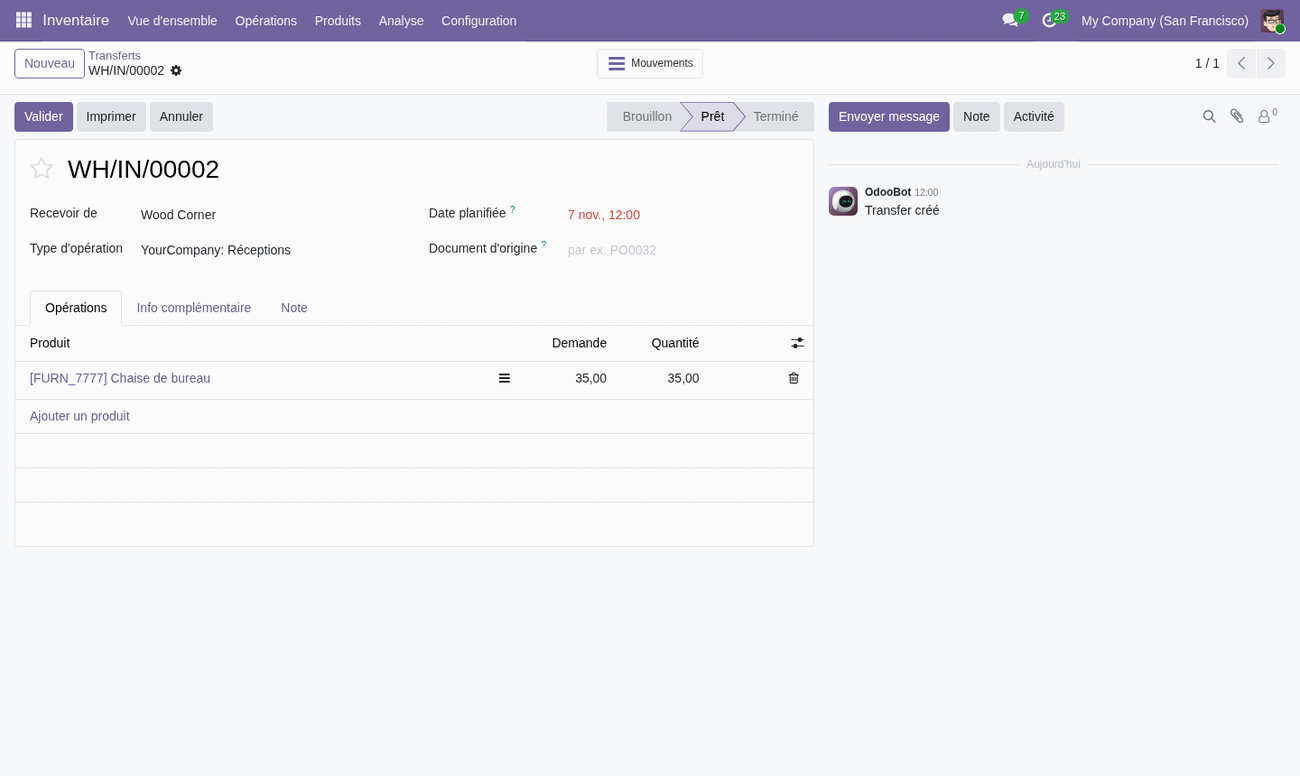 Inventaire Vue d'ensemble Opérations Produits Analyse Configuration 7 23 My Company (San Francisco)
Nouveau Transferts
WH/IN/00002
Mouvements
1 / 1
Valider Imprimer Annuler
Brouillon Prêt Terminé
Envoyer message Note Activité 0
WH/IN/00002
Recevoir de Wood Corner
Date planifiée ? 7 nov., 12:00
Type d'opération YourCompany: Réceptions
Document d'origine ? par ex. PO0032
Opérations Info complémentaire Note
Produit Demande Quantité
[FURN_7777] Chaise de bureau 35,00 35,00
Ajouter un produit
Aujourd'hui
OdooBot 12:00
Transfer créé